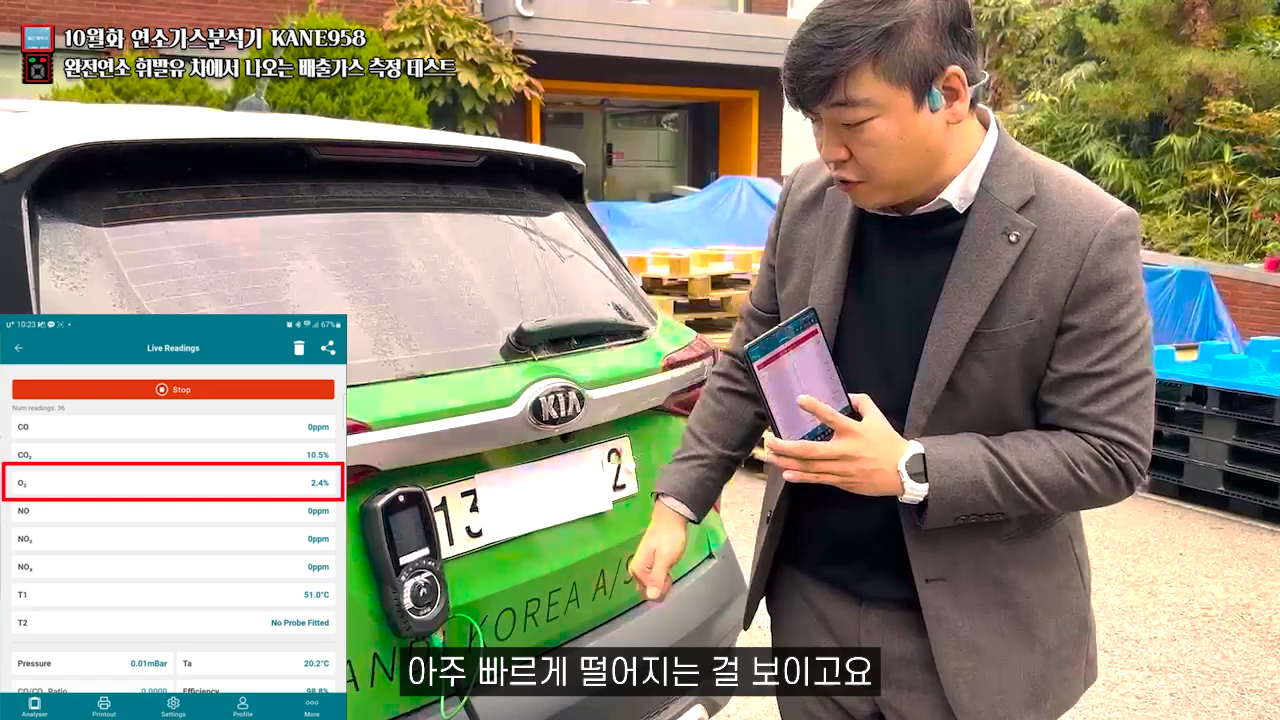 10월화 연소가스분석기 KANE958
완전연소 휘발유 차에서 나오는 배출가스 측정 테스트
U+ 10:23
67%
Live Readings
Stop
Num readings: 36
CO 0ppm
CO₂ 10.5%
O₂ 2.4%
NO 0ppm
NO₂ 0ppm
NOₓ 0ppm
T1 51.0°C
T2 No Probe Fitted
Pressure 0.01mBar Ta 20.2°C
CO/CO₂ Ratio 0.0000 Efficiency 98.8%
Analyser Printout Settings Profile More
KIA
13 2
AND KOREA A/S
아주 빠르게 떨어지는 걸 보이고요